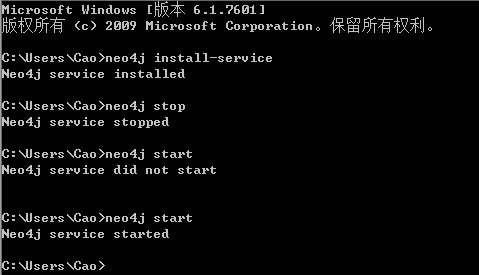 Microsoft Windows [版本 6.1.7601]
版权所有 (c) 2009 Microsoft Corporation。保留所有权利。
C:\Users\Cao>neo4j install-service
Neo4j service installed
C:\Users\Cao>neo4j stop
Neo4j service stopped
C:\Users\Cao>neo4j start
Neo4j service did not start
C:\Users\Cao>neo4j start
Neo4j service started
C:\Users\Cao>